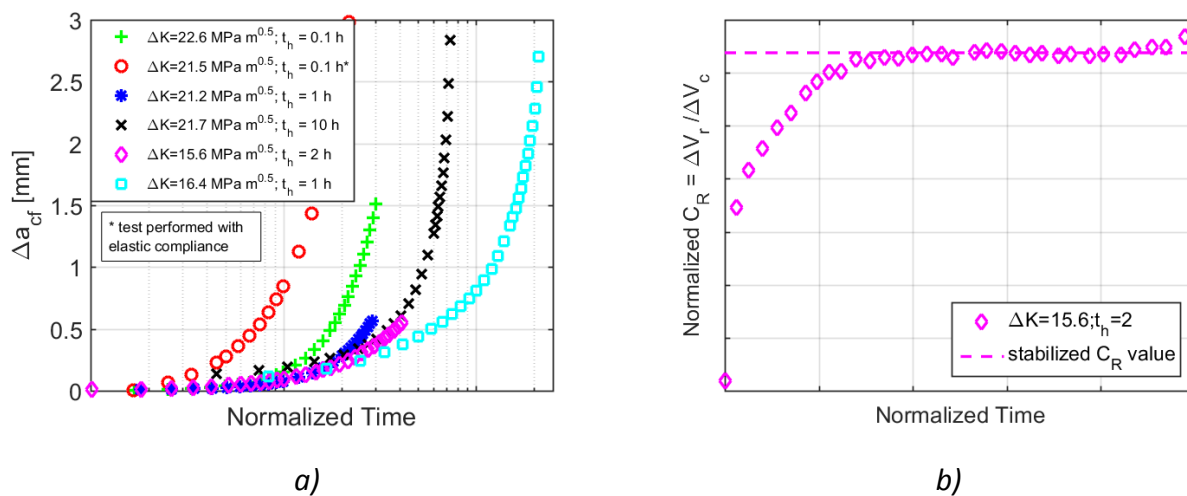 3
2.5
2
1.5
1
0.5
0
Δa_cf [mm]
ΔK=22.6 MPa m^0.5; t_h = 0.1 h
ΔK=21.5 MPa m^0.5; t_h = 0.1 h*
ΔK=21.2 MPa m^0.5; t_h = 1 h
ΔK=21.7 MPa m^0.5; t_h = 10 h
ΔK=15.6 MPa m^0.5; t_h = 2 h
ΔK=16.4 MPa m^0.5; t_h = 1 h
* test performed with
elastic compliance
Normalized Time
a)
Normalized C_R = ΔV_r /ΔV_c
ΔK=15.6;t_h=2
stabilized C_R value
Normalized Time
b)